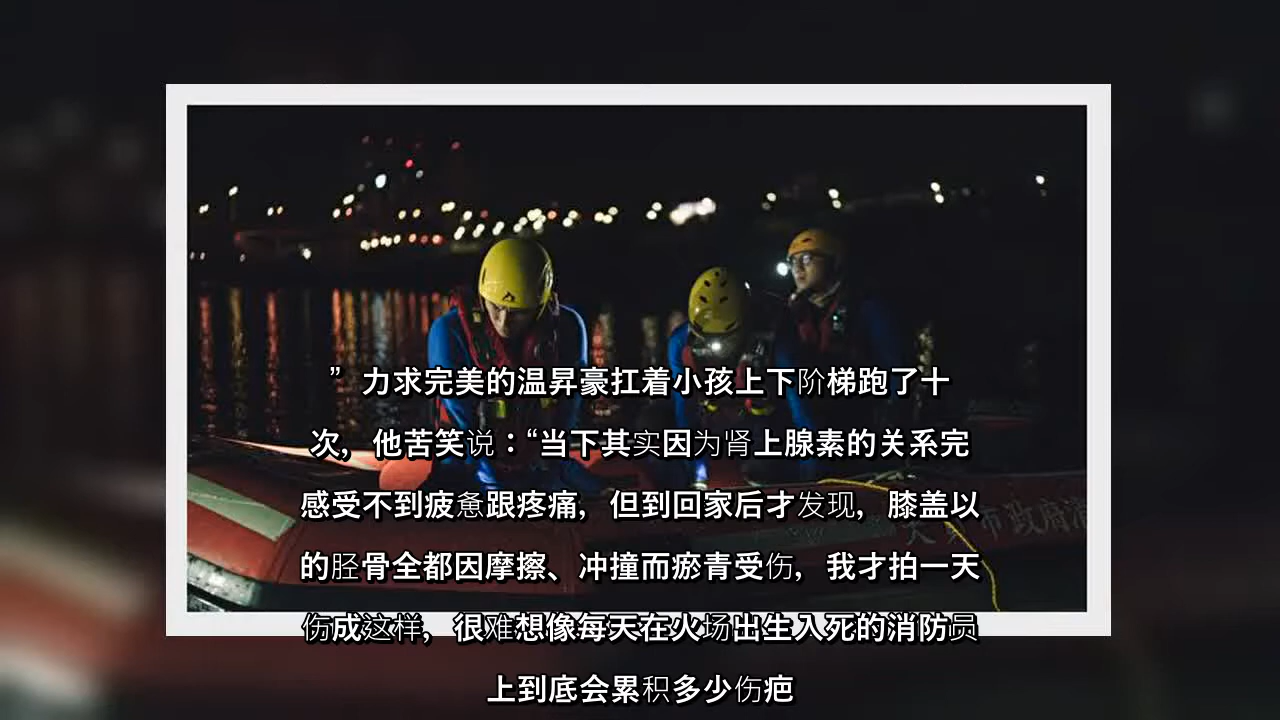 ”力求完美的温昇豪扛着小孩上下阶梯跑了十
次，他苦笑说：“当下其实因为肾上腺素的关系完
感受不到疲惫跟疼痛，但到回家后才发现，膝盖以
的胫骨全都因摩擦、冲撞而瘀青受伤，我才拍一天
伤成这样，很难想像每天在火场出生入死的消防员
上到底会累积多少伤疤
市政府消